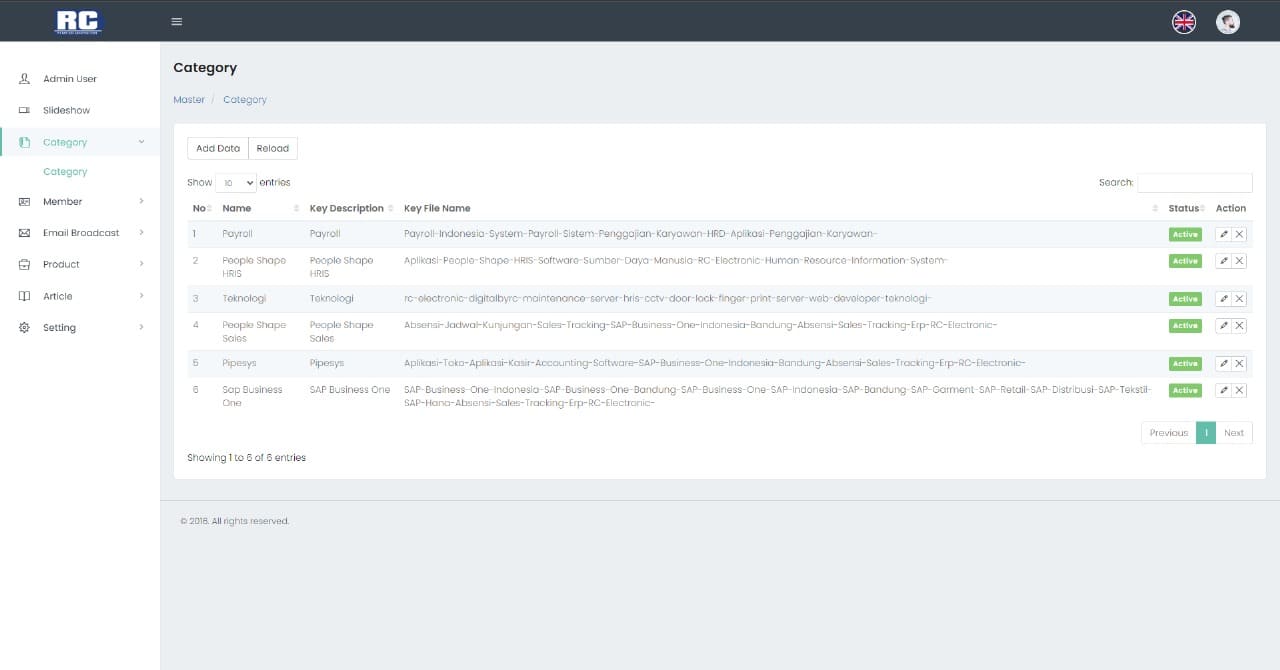 RC
Admin User
Slideshow
Category
Category
Member
Email Broadcast
Product
Article
Setting
Category
Master / Category
Add Data Reload
Show 10 entries Search:
No Name Key Description Key File Name Status Action
1 Payroll Payroll Payroll-Indonesia-System-Payroll-Sistem-Penggajian-Karyawan-HRD-Aplikasi-Penggajian-Karyawan- Active
2 People Shape People Shape Aplikasi-People-Shape-HRIS-Software-Sumber-Daya-Manusia-RC-Electronic-Human-Resource-Information-System- Active
HRIS HRIS
3 Teknologi Teknologi rc-electronic-digitalbyrc-maintenance-server-hris-cctv-door-lock-finger-print-server-web-developer-teknologi- Active
4 People Shape People Shape Absensi-Jadwal-Kunjungan-Sales-Tracking-SAP-Business-One-Indonesia-Bandung-Absensi-Sales-Tracking-Erp-RC-Electronic- Active
Sales Sales
5 Pipesys Pipesys Aplikasi-Toko-Aplikasi-Kasir-Accounting-Software-SAP-Business-One-Indonesia-Bandung-Absensi-Sales-Tracking-Erp-RC-Electronic- Active
6 Sap Business SAP Business One SAP-Business-One-Indonesia-SAP-Business-One-Bandung-SAP-Business-One-SAP-Indonesia-SAP-Bandung-SAP-Garment-SAP-Retail-SAP-Distribusi-SAP-Tekstil- Active
One SAP-Hana-Absensi-Sales-Tracking-Erp-RC-Electronic-
Previous 1 Next
Showing 1 to 6 of 6 entries
© 2016. All rights reserved.